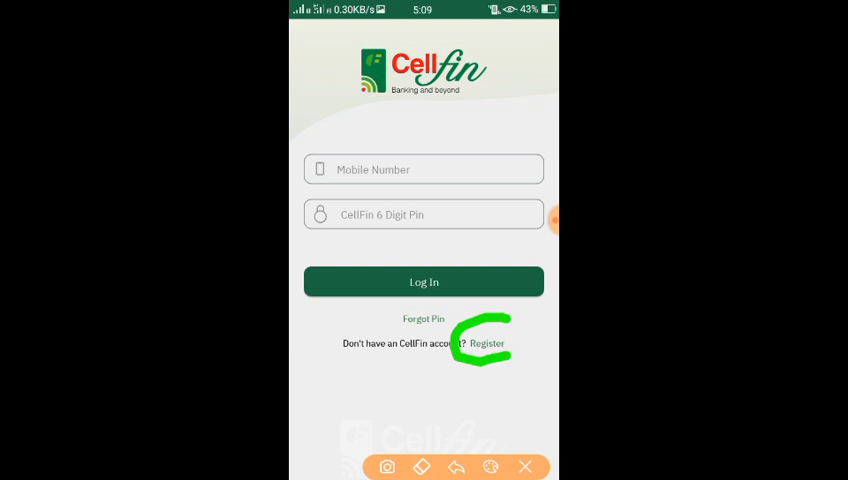 0.30KB/s 5:09 43%
Cellfin
Banking and beyond
Mobile Number
CellFin 6 Digit Pin
Log In
Forgot Pin
Don't have an CellFin account? Register
Cellfin